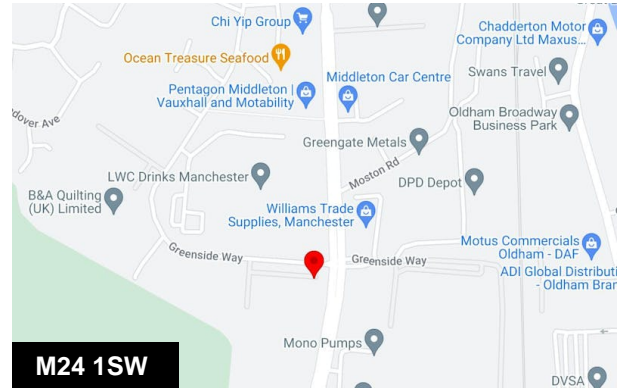 Chi Yip Group
Chadderton Motor
Company Ltd Maxus...
Ocean Treasure Seafood
Swans Travel
Pentagon Middleton |
Vauxhall and Motability
Middleton Car Centre
dover Ave
Oldham Broadway
Business Park
Greengate Metals
LWC Drinks Manchester
Moston Rd
DPD Depot
B&A Quilting
(UK) Limited
Williams Trade
Supplies, Manchester
Greenside Way
Greenside Way
Motus Commercials
Oldham - DAF
ADI Global Distributi
- Oldham Bran
Mono Pumps
M24 1SW
DVSA